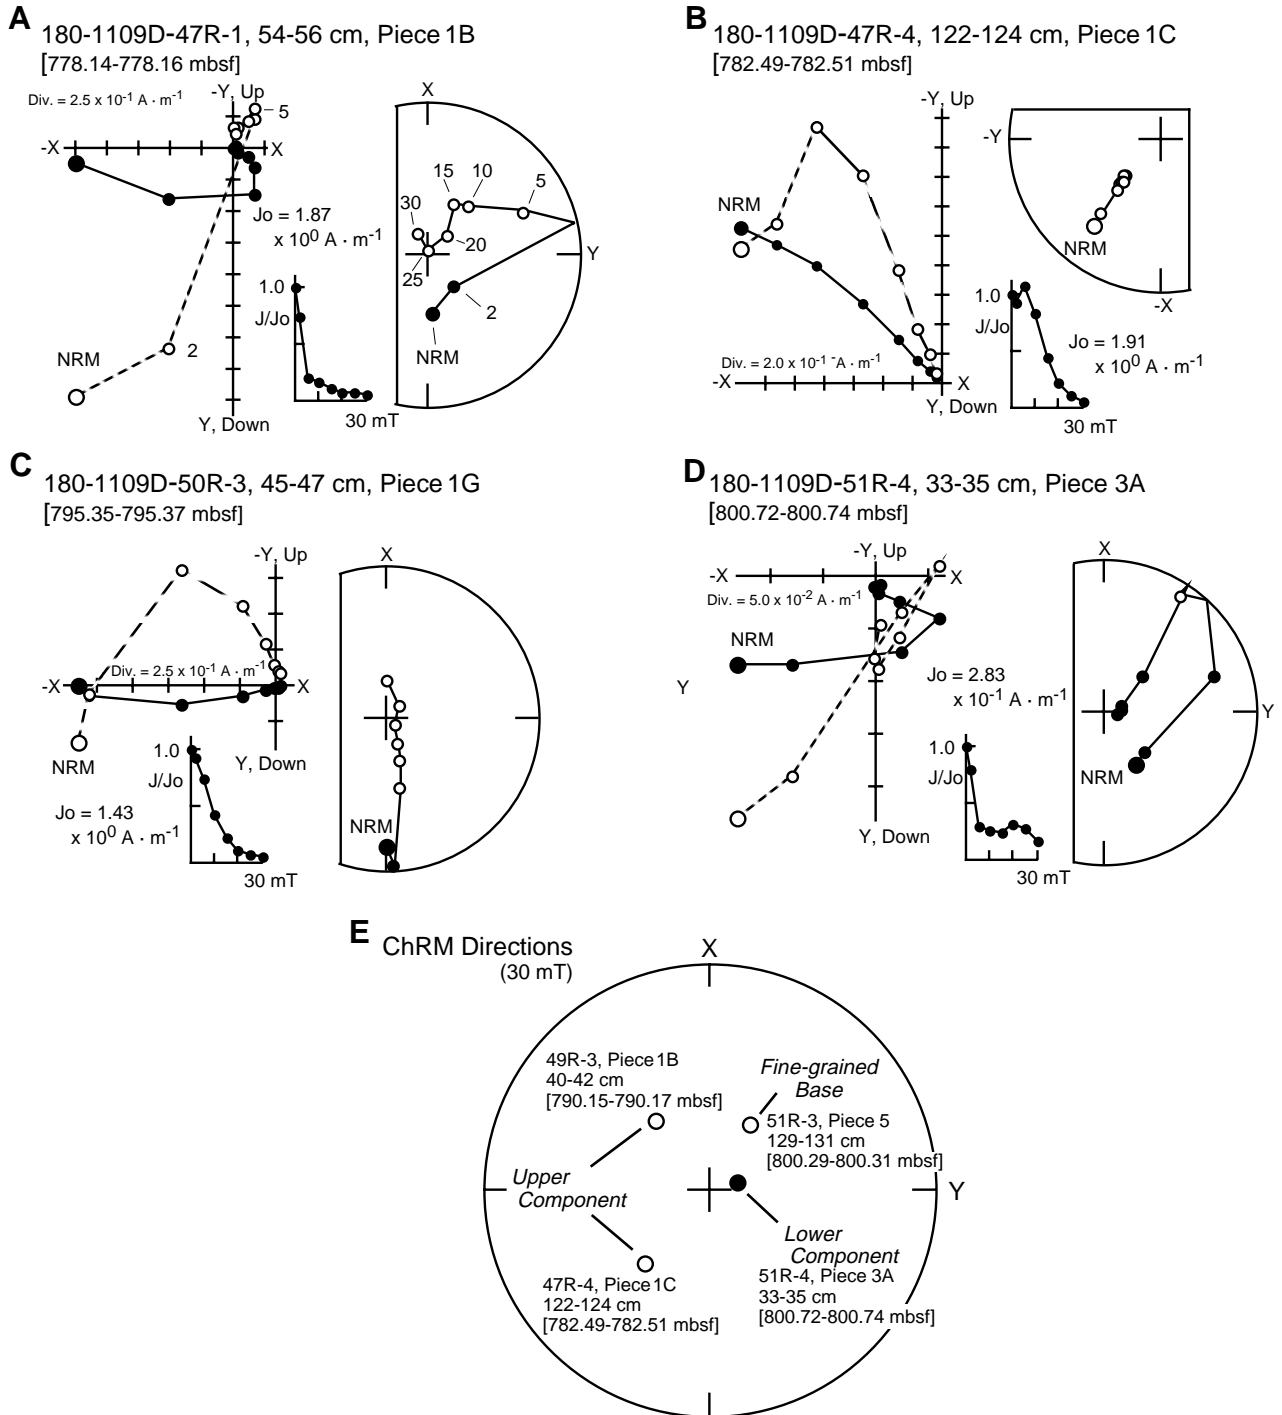 A
180-1109D-47R-1, 54-56 cm, Piece 1B
[778.14-778.16 mbsf]
Div. = 2.5 x 10-1 A · m-1
-Y, Up
5
-X
X
Jo = 1.87
x 100 A · m-1
1.0
J/Jo
30 mT
NRM
2
Y, Down
X
15
10
5
30
20
25
Y
2
NRM
B
180-1109D-47R-4, 122-124 cm, Piece 1C
[782.49-782.51 mbsf]
-Y, Up
NRM
Div. = 2.0 x 10-1 -A · m-1
-X
X
Y, Down
-Y
NRM
-X
1.0
J/Jo
Jo = 1.91
x 100 A · m-1
30 mT
C
180-1109D-50R-3, 45-47 cm, Piece 1G
[795.35-795.37 mbsf]
-Y, Up
Div. = 2.5 x 10-1 A · m-1
-X
X
NRM
Y, Down
1.0
J/Jo
Jo = 1.43
x 100 A · m-1
30 mT
X
NRM
D
180-1109D-51R-4, 33-35 cm, Piece 3A
[800.72-800.74 mbsf]
-Y, Up
-X
X
Div. = 5.0 x 10-2 A · m-1
NRM
Y
Jo = 2.83
x 10-1 A · m-1
1.0
J/Jo
Y, Down
30 mT
X
Y
NRM
E
ChRM Directions
(30 mT)
X
49R-3, Piece 1B
40-42 cm
[790.15-790.17 mbsf]
Fine-grained
Base
51R-3, Piece 5
129-131 cm
[800.29-800.31 mbsf]
Upper
Component
Y
Lower
Component
47R-4, Piece 1C
122-124 cm
[782.49-782.51 mbsf]
51R-4, Piece 3A
33-35 cm
[800.72-800.74 mbsf]